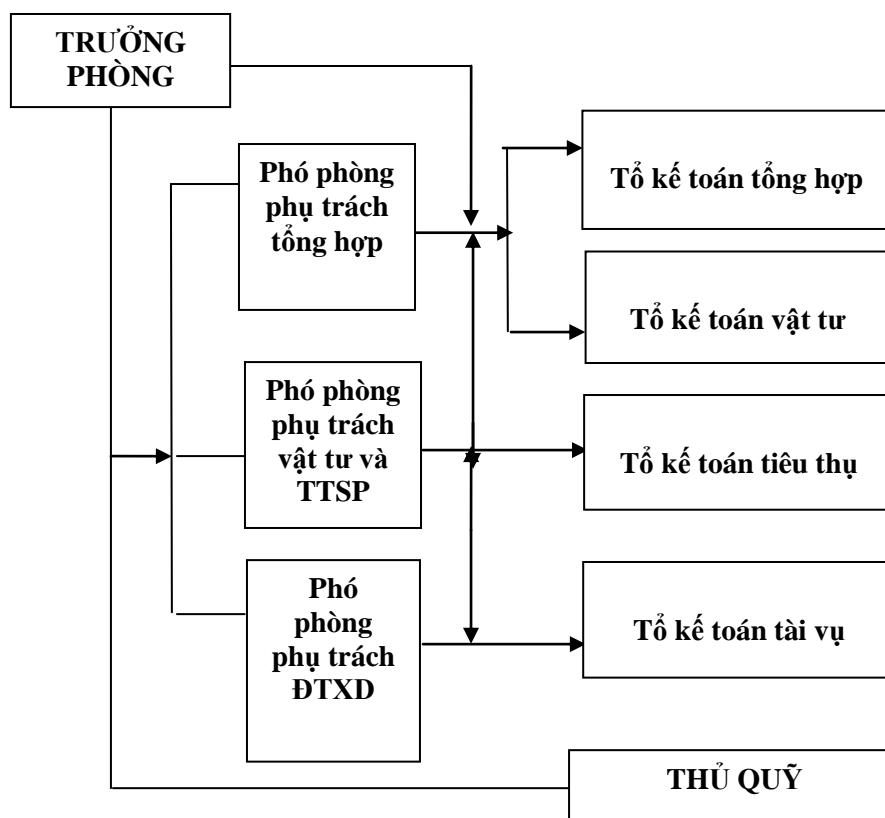 TRƯỞNG
PHÒNG
Phó phòng
phụ trách
tổng hợp
Tổ kế toán tổng hợp
Tổ kế toán vật tư
Phó phòng
phụ trách
vật tư và
TTSP
Tổ kế toán tiêu thụ
Phó
phòng
phụ trách
ĐTXD
Tổ kế toán tài vụ
THỦ QUỸ